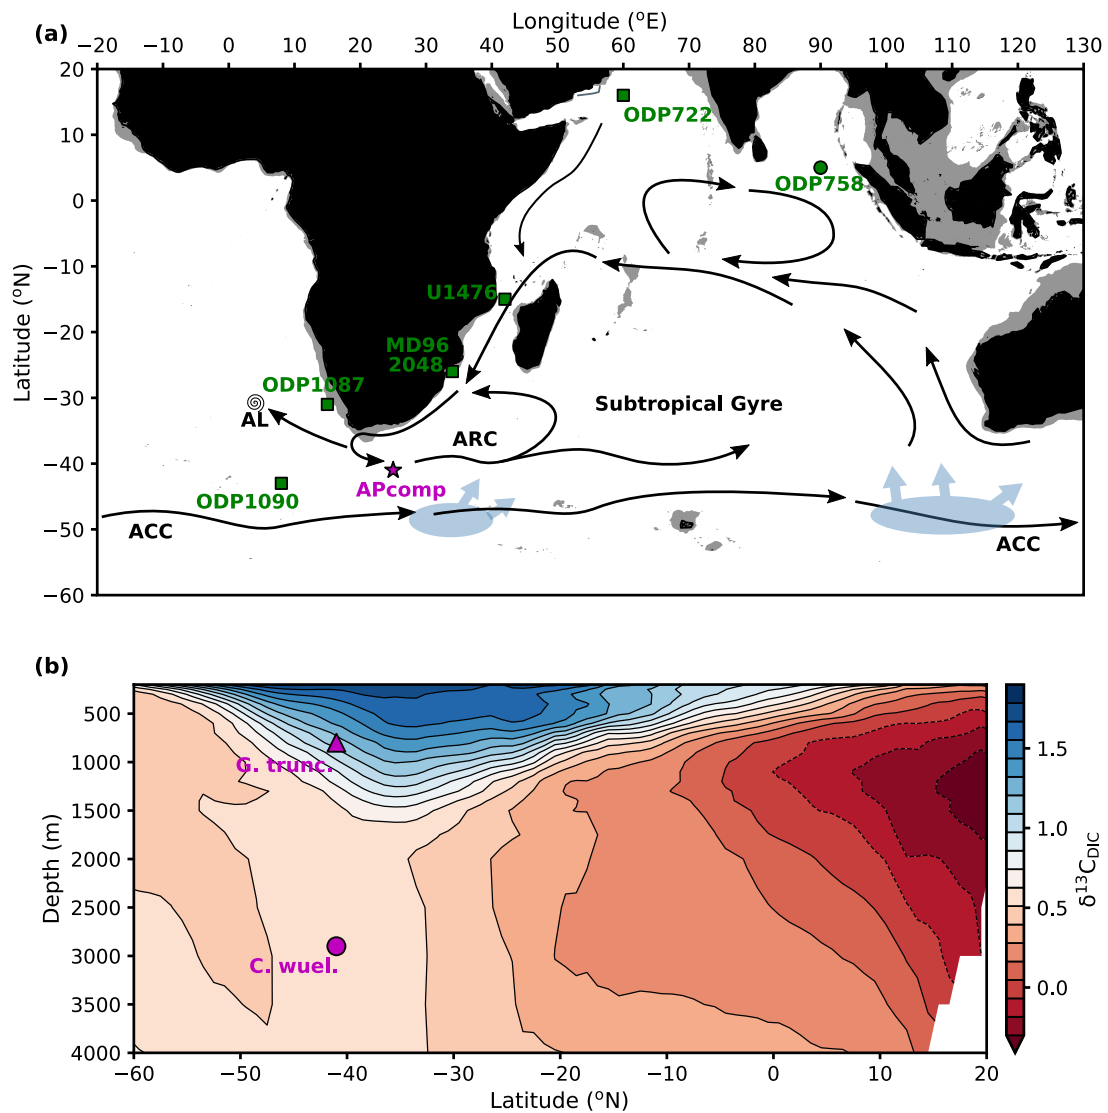 (a)
Longitude (°E)
−20 −10 0 10 20 30 40 50 60 70 80 90 100 110 120 130
Latitude (°N)
20
10
0
−10
−20
−30
−40
−50
−60
ODP722
ODP758
U1476
MD96
2048
ODP1087
AL
ARC
Subtropical Gyre
APcomp
ODP1090
ACC
ACC
(b)
Depth (m)
500
1000
1500
2000
2500
3000
3500
4000
G. trunc.
C. wuel.
−60 −50 −40 −30 −20 −10 0 10 20
Latitude (°N)
1.5
1.0
0.5
0.0
δ¹³C_DIC